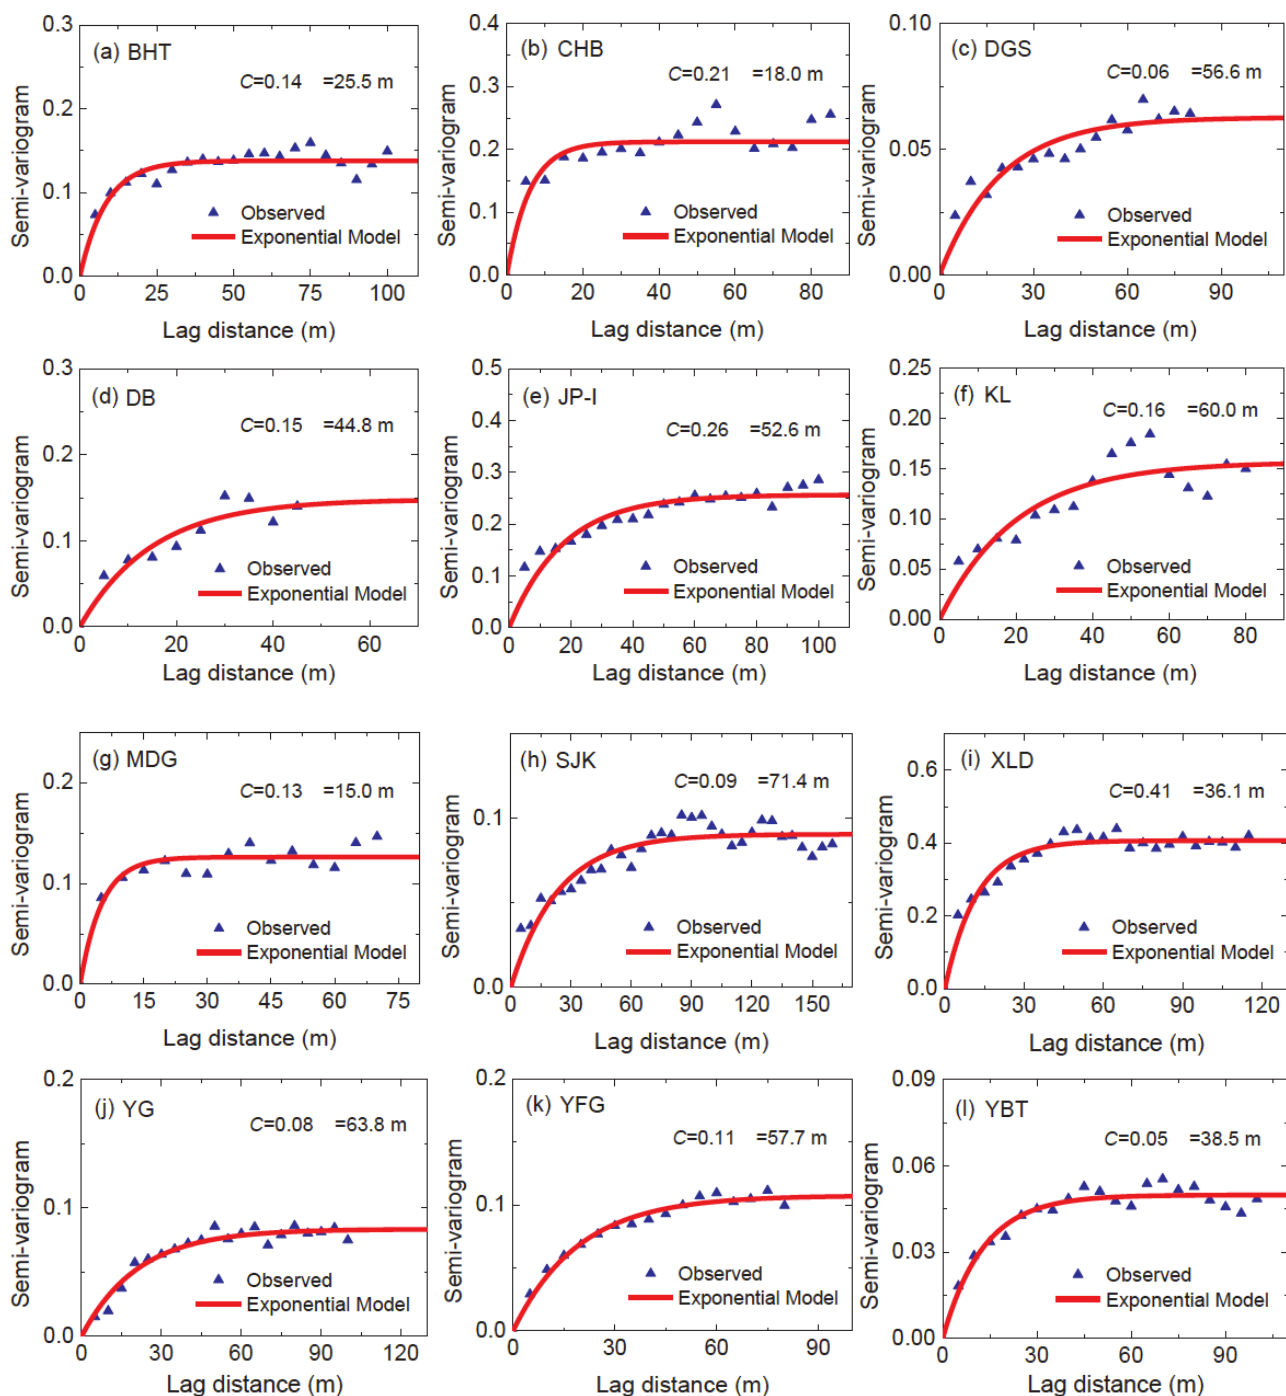 (a) BHT
C=0.14 =25.5 m
Observed
Exponential Model
Semi-variogram
0.3
0.2
0.1
0.0
0 25 50 75 100
Lag distance (m)
(b) CHB
C=0.21 =18.0 m
Observed
Exponential Model
Semi-variogram
0.4
0.3
0.2
0.1
0.0
0 20 40 60 80
Lag distance (m)
(c) DGS
C=0.06 =56.6 m
Observed
Exponential Model
Semi-variogram
0.10
0.05
0.00
0 30 60 90
Lag distance (m)
(d) DB
C=0.15 =44.8 m
Observed
Exponential Model
Semi-variogram
0.3
0.2
0.1
0.0
0 20 40 60
Lag distance (m)
(e) JP-I
C=0.26 =52.6 m
Observed
Exponential Model
Semi-variogram
0.5
0.4
0.3
0.2
0.1
0.0
0 20 40 60 80 100
Lag distance (m)
(f) KL
C=0.16 =60.0 m
Observed
Exponential Model
Semi-variogram
0.25
0.20
0.15
0.10
0.05
0.00
0 20 40 60 80
Lag distance (m)
(g) MDG
C=0.13 =15.0 m
Observed
Exponential Model
Semi-variogram
0.2
0.1
0.0
0 15 30 45 60 75
Lag distance (m)
(h) SJK
C=0.09 =71.4 m
Observed
Exponential Model
Semi-variogram
0.1
0.0
0 30 60 90 120 150
Lag distance (m)
(i) XLD
C=0.41 =36.1 m
Observed
Exponential Model
Semi-variogram
0.6
0.4
0.2
0.0
0 30 60 90 120
Lag distance (m)
(j) YG
C=0.08 =63.8 m
Observed
Exponential Model
Semi-variogram
0.2
0.1
0.0
0 30 60 90 120
Lag distance (m)
(k) YFG
C=0.11 =57.7 m
Observed
Exponential Model
Semi-variogram
0.2
0.1
0.0
0 20 40 60 80 100
Lag distance (m)
(l) YBT
C=0.05 =38.5 m
Observed
Exponential Model
Semi-variogram
0.09
0.06
0.03
0.00
0 30 60 90
Lag distance (m)